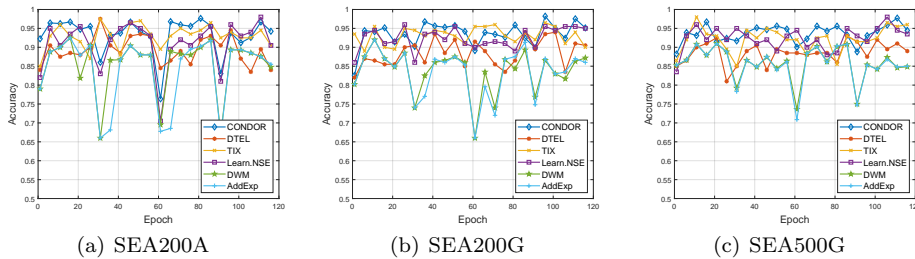 Accuracy
1
0.95
0.9
0.85
0.8
0.75
0.7
0.65
0.6
0.55
0.5
CONDOR
DTEL
TIX
Learn.NSE
DWM
AddExp
0 20 40 60 80 100 120
Epoch
(a) SEA200A
Accuracy
1
0.95
0.9
0.85
0.8
0.75
0.7
0.65
0.6
0.55
0.5
CONDOR
DTEL
TIX
Learn.NSE
DWM
AddExp
0 20 40 60 80 100 120
Epoch
(b) SEA200G
Accuracy
1
0.95
0.9
0.85
0.8
0.75
0.7
0.65
0.6
0.55
0.5
CONDOR
DTEL
TIX
Learn.NSE
DWM
AddExp
0 20 40 60 80 100 120
Epoch
(c) SEA500G